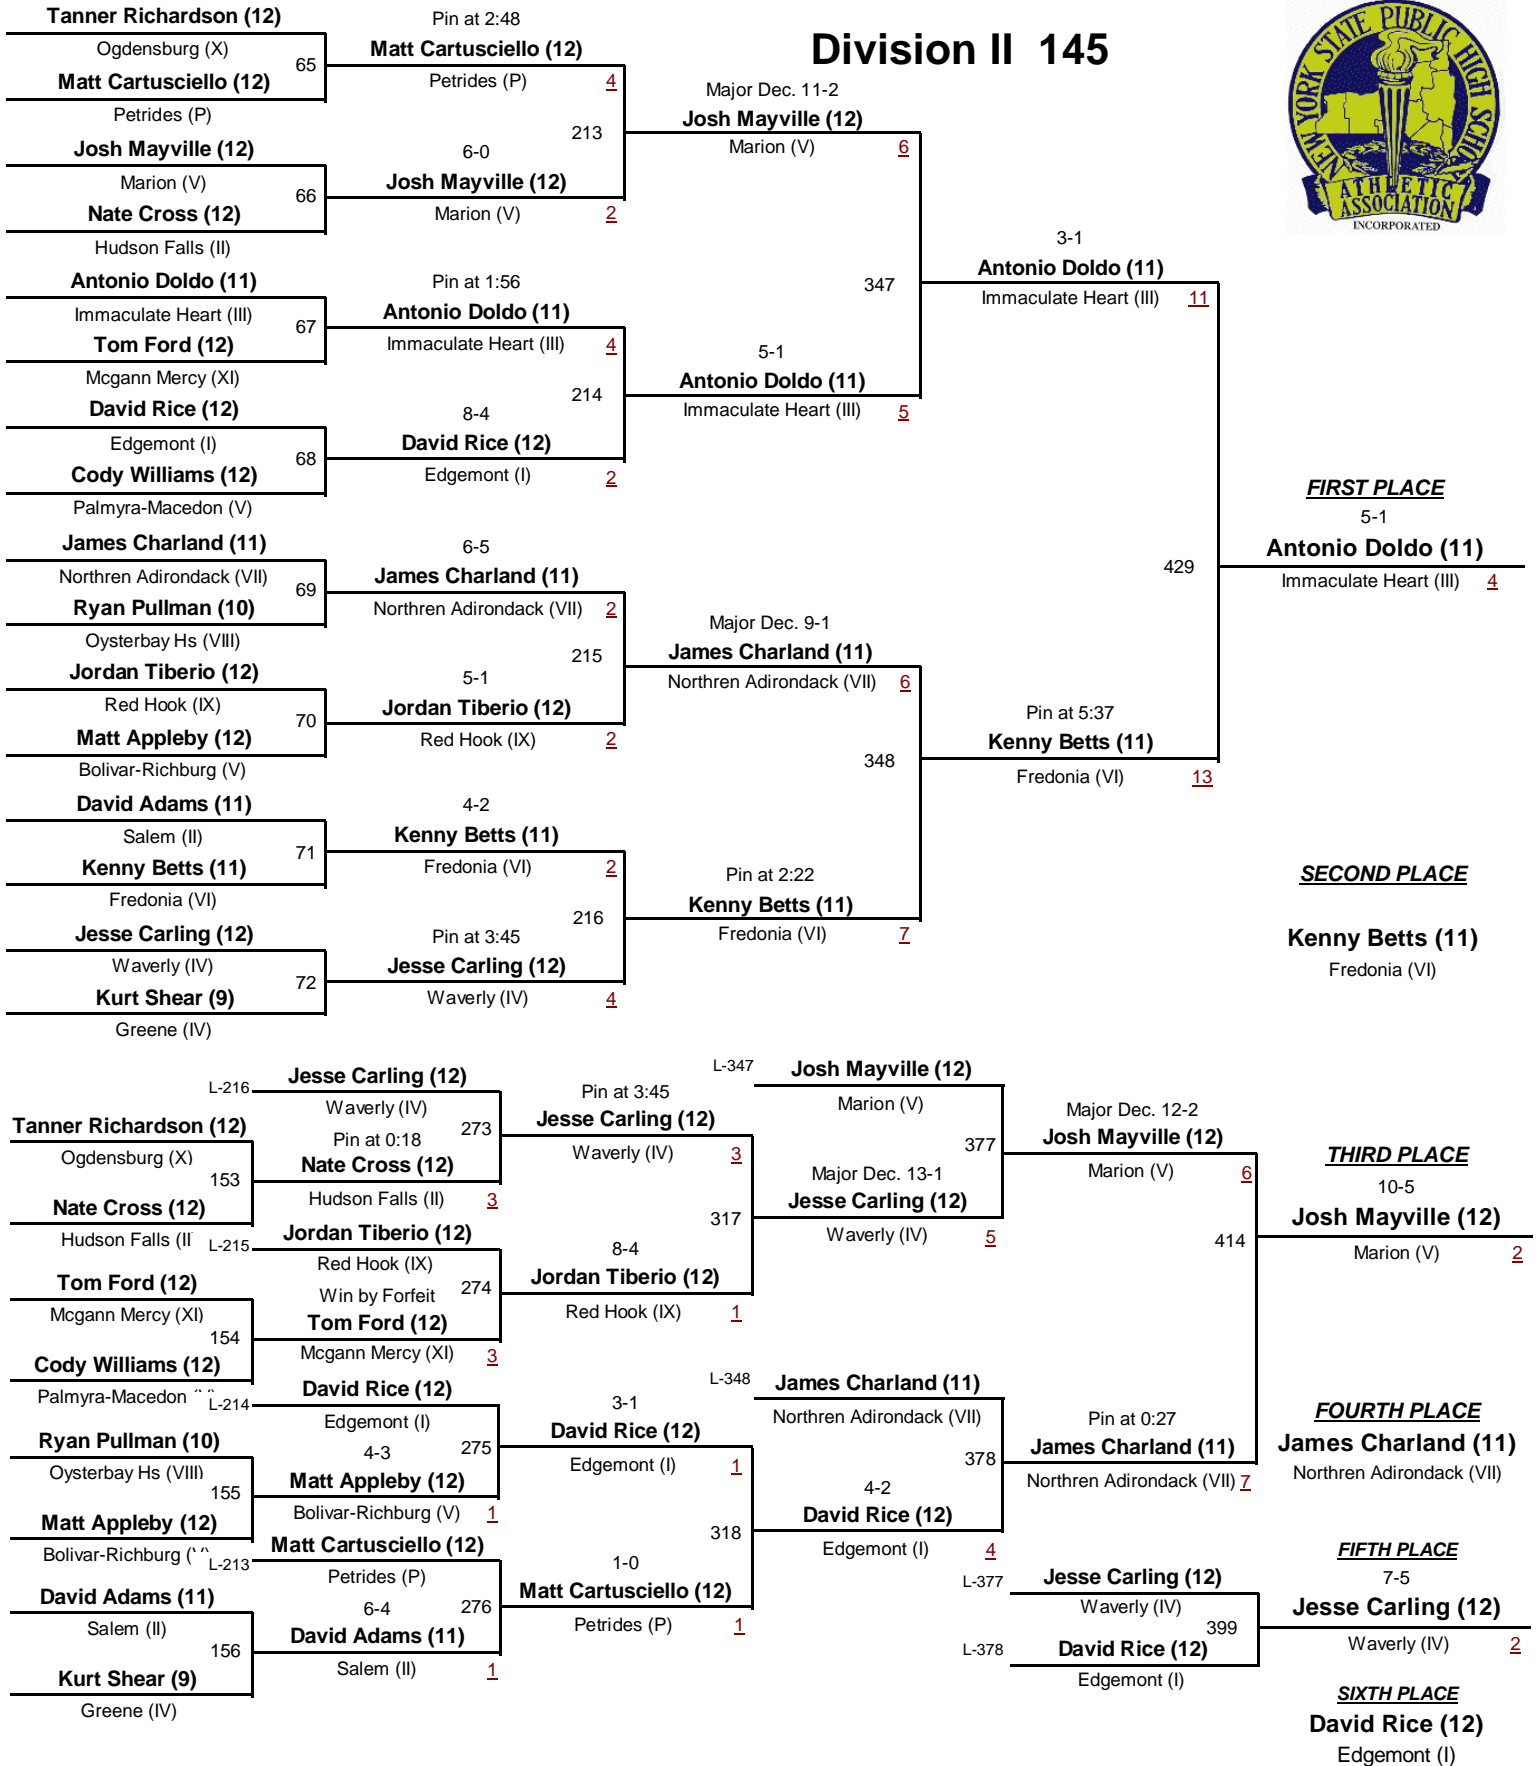 Division II  145
NEW YORK STATE PUBLIC HIGH SCHOOL
ATHLETIC
ASSOCIATION
INCORPORATED
Tanner Richardson (12)
Ogdensburg (X)
65
Matt Cartusciello (12)
Petrides (P)
Josh Mayville (12)
Marion (V)
66
Nate Cross (12)
Hudson Falls (II)
Antonio Doldo (11)
Immaculate Heart (III)
67
Tom Ford (12)
Mcgann Mercy (XI)
David Rice (12)
Edgemont (I)
68
Cody Williams (12)
Palmyra-Macedon (V)
James Charland (11)
Northren Adirondack (VII)
69
Ryan Pullman (10)
Oysterbay Hs (VIII)
Jordan Tiberio (12)
Red Hook (IX)
70
Matt Appleby (12)
Bolivar-Richburg (V)
David Adams (11)
Salem (II)
71
Kenny Betts (11)
Fredonia (VI)
Jesse Carling (12)
Waverly (IV)
72
Kurt Shear (9)
Greene (IV)
Pin at 2:48
Matt Cartusciello (12)
Petrides (P) 4
213
6-0
Josh Mayville (12)
Marion (V) 2
Pin at 1:56
Antonio Doldo (11)
Immaculate Heart (III) 4
214
8-4
David Rice (12)
Edgemont (I) 2
6-5
James Charland (11)
Northren Adirondack (VII) 2
215
5-1
Jordan Tiberio (12)
Red Hook (IX) 2
4-2
Kenny Betts (11)
Fredonia (VI) 2
216
Pin at 3:45
Jesse Carling (12)
Waverly (IV) 4
Major Dec. 11-2
Josh Mayville (12)
Marion (V) 6
347
5-1
Antonio Doldo (11)
Immaculate Heart (III) 5
Major Dec. 9-1
James Charland (11)
Northren Adirondack (VII) 6
348
Pin at 2:22
Kenny Betts (11)
Fredonia (VI) 7
3-1
Antonio Doldo (11)
Immaculate Heart (III) 11
429
Pin at 5:37
Kenny Betts (11)
Fredonia (VI) 13
FIRST PLACE
5-1
Antonio Doldo (11)
Immaculate Heart (III) 4
SECOND PLACE
Kenny Betts (11)
Fredonia (VI)
Tanner Richardson (12)
Ogdensburg (X)
153
Nate Cross (12)
Hudson Falls (II
Tom Ford (12)
Mcgann Mercy (XI)
154
Cody Williams (12)
Palmyra-Macedon
Ryan Pullman (10)
Oysterbay Hs (VIII)
155
Matt Appleby (12)
Bolivar-Richburg
David Adams (11)
Salem (II)
156
Kurt Shear (9)
Greene (IV)
L-216
Jesse Carling (12)
Waverly (IV)
Pin at 0:18
273
Nate Cross (12)
Hudson Falls (II) 3
L-215
Jordan Tiberio (12)
Red Hook (IX)
Win by Forfeit
274
Tom Ford (12)
Mcgann Mercy (XI) 3
L-214
David Rice (12)
Edgemont (I)
4-3
275
Matt Appleby (12)
Bolivar-Richburg (V) 1
L-213
Matt Cartusciello (12)
Petrides (P)
6-4
276
David Adams (11)
Salem (II) 1
Pin at 3:45
Jesse Carling (12)
Waverly (IV) 3
317
8-4
Jordan Tiberio (12)
Red Hook (IX) 1
3-1
David Rice (12)
Edgemont (I) 1
318
1-0
Matt Cartusciello (12)
Petrides (P) 1
L-347
Josh Mayville (12)
Marion (V)
377
Major Dec. 13-1
Jesse Carling (12)
Waverly (IV) 5
L-348
James Charland (11)
Northren Adirondack (VII)
378
4-2
David Rice (12)
Edgemont (I) 4
Major Dec. 12-2
Josh Mayville (12)
Marion (V) 6
414
Pin at 0:27
James Charland (11)
Northren Adirondack (VII) 7
L-377
Jesse Carling (12)
Waverly (IV)
399
L-378
David Rice (12)
Edgemont (I)
THIRD PLACE
10-5
Josh Mayville (12)
Marion (V) 2
FOURTH PLACE
James Charland (11)
Northren Adirondack (VII)
FIFTH PLACE
7-5
Jesse Carling (12)
Waverly (IV) 2
SIXTH PLACE
David Rice (12)
Edgemont (I)